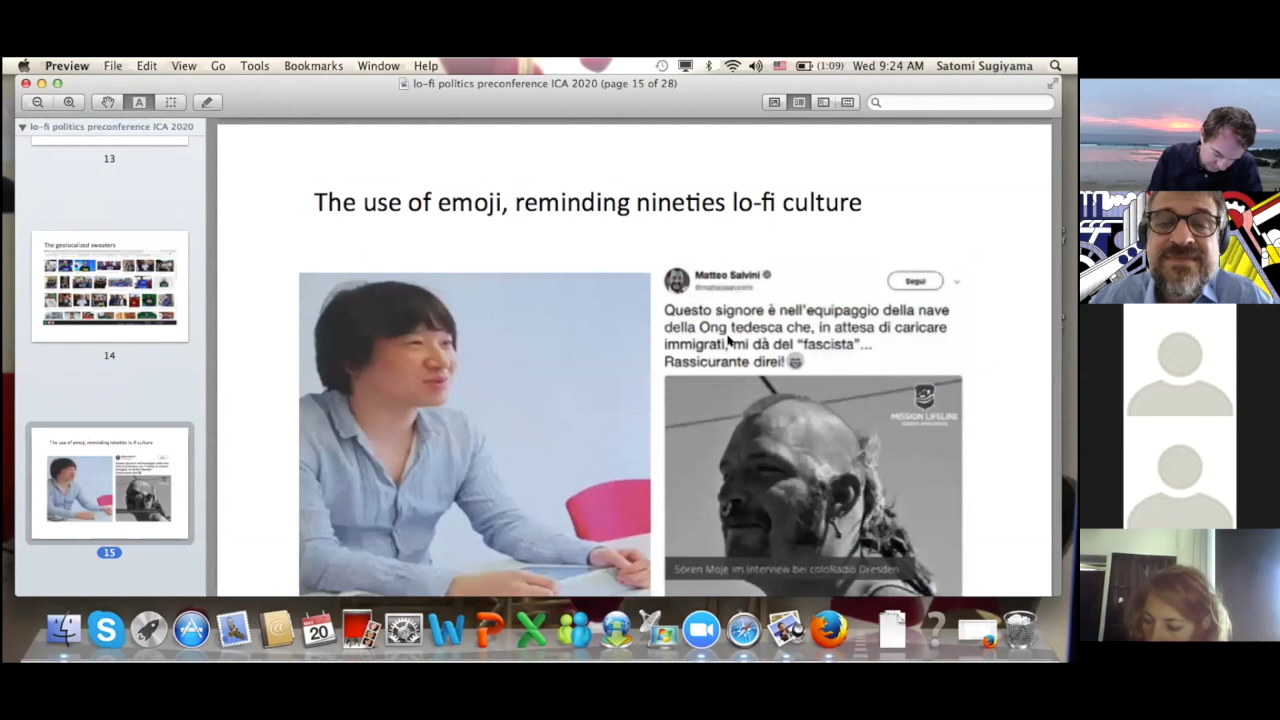 Preview File Edit View Go Tools Bookmarks Window Help (1:09) Wed 9:24 AM Satomi Sugiyama
lo-fi politics preconference ICA 2020 (page 15 of 28)
lo-fi politics preconference ICA 2020
13
The geolocalized sweaters
14
The use of emoji, reminding nineties lo-fi culture
15
The use of emoji, reminding nineties lo-fi culture
Matteo Salvini
Segui
Questo signore è nell'equipaggio della nave
della Ong tedesca che, in attesa di caricare
immigrati, mi dà del "fascista"...
Rassicurante direi!
MISSION LIFELINE
Sören Moje im Interview bei coloRadio Dresden
MAY
20